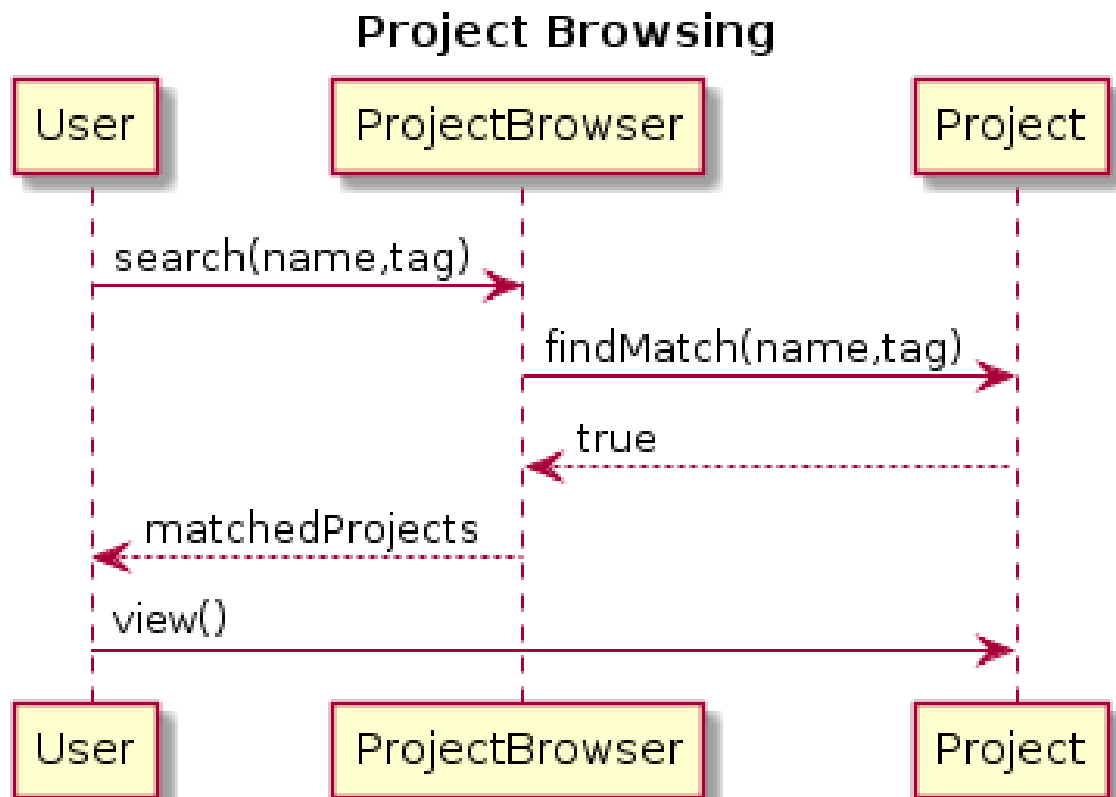 Project Browsing
User
ProjectBrowser
Project
search(name,tag)
findMatch(name,tag)
true
matchedProjects
view()
User
ProjectBrowser
Project